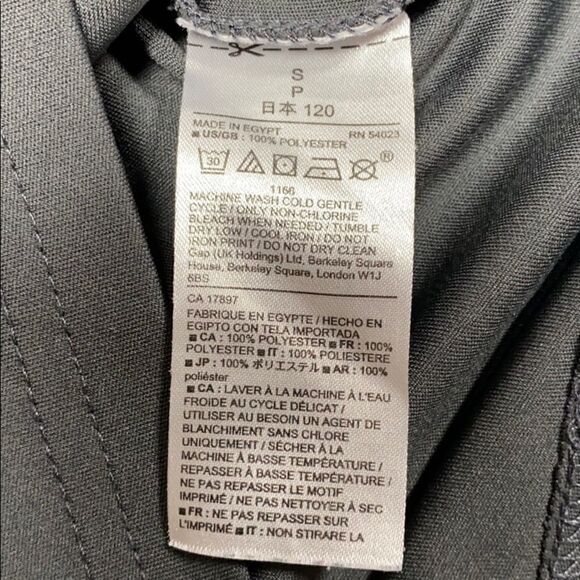 S
P
日本 120
MADE IN EGYPT RN 54023
■ US/GB : 100% POLYESTER
30 ®
1166
MACHINE WASH COLD GENTLE
CYCLE / ONLY NON-CHLORINE
BLEACH WHEN NEEDED / TUMBLE
DRY LOW / COOL IRON / DO NOT
IRON PRINT / DO NOT DRY CLEAN
Gap (UK Holdings) Ltd, Berkeley Square
House, Berkeley Square, London W1J
6BS
CA 17897
FABRIQUE EN EGYPTE / HECHO EN
EGIPTO CON TELA IMPORTADA
■ CA : 100% POLYESTER ■ FR : 100%
POLYESTER ■ IT : 100% POLIESTERE
■ JP : 100% ポリエステル ■ AR : 100%
poliéster
■ CA : LAVER À LA MACHINE À L'EAU
FROIDE AU CYCLE DÉLICAT /
UTILISER AU BESOIN UN AGENT DE
BLANCHIMENT SANS CHLORE
UNIQUEMENT / SÉCHER À LA
MACHINE À BASSE TEMPÉRATURE /
REPASSER À BASSE TEMPÉRATURE /
NE PAS REPASSER LE MOTIF
IMPRIMÉ / NE PAS NETTOYER À SEC
■ FR : NE PAS REPASSER SUR
L'IMPRIMÉ ■ IT : NON STIRARE LA